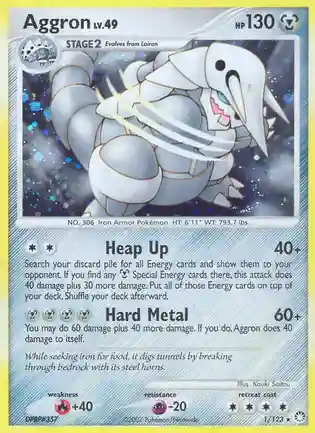 Aggron LV.49 HP 130
STAGE 2 Evolves from Lairon
NO. 306 Iron Armor Pokémon HT: 6'11" WT: 793.7 lbs.
Heap Up 40+
Search your discard pile for all Energy cards and show them to your
opponent. If you find any Special Energy cards there, this attack does
40 damage plus 30 more damage. Put all of those Energy cards on top
of your deck. Shuffle your deck afterward.
Hard Metal 60+
You may do 60 damage plus 40 more damage. If you do, Aggron does 40
damage to itself.
While seeking iron for food, it digs tunnels by breaking
through bedrock with its steel horns.
Illus. Kouki Saitou
weakness resistance retreat cost
+40 -20
DPBP#357 ©2007 Pokémon/Nintendo 1/123